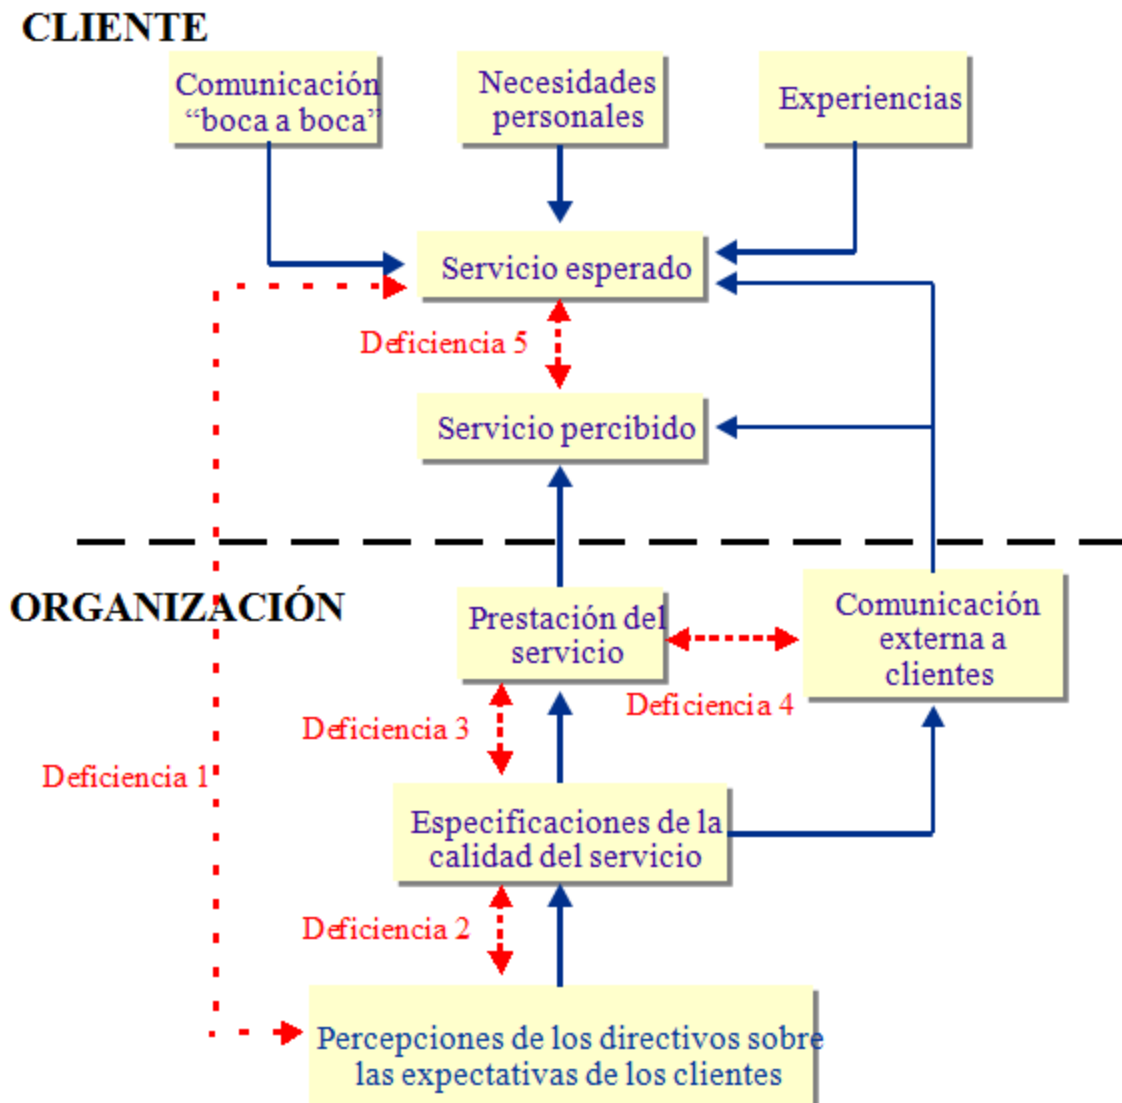 CLIENTE
Comunicación
“boca a boca”
Necesidades
personales
Experiencias
Servicio esperado
Deficiencia 5
Servicio percibido
ORGANIZACIÓN
Prestación del
servicio
Comunicación
externa a
clientes
Deficiencia 4
Deficiencia 3
Deficiencia 1
Especificaciones de la
calidad del servicio
Deficiencia 2
Percepciones de los directivos sobre
las expectativas de los clientes